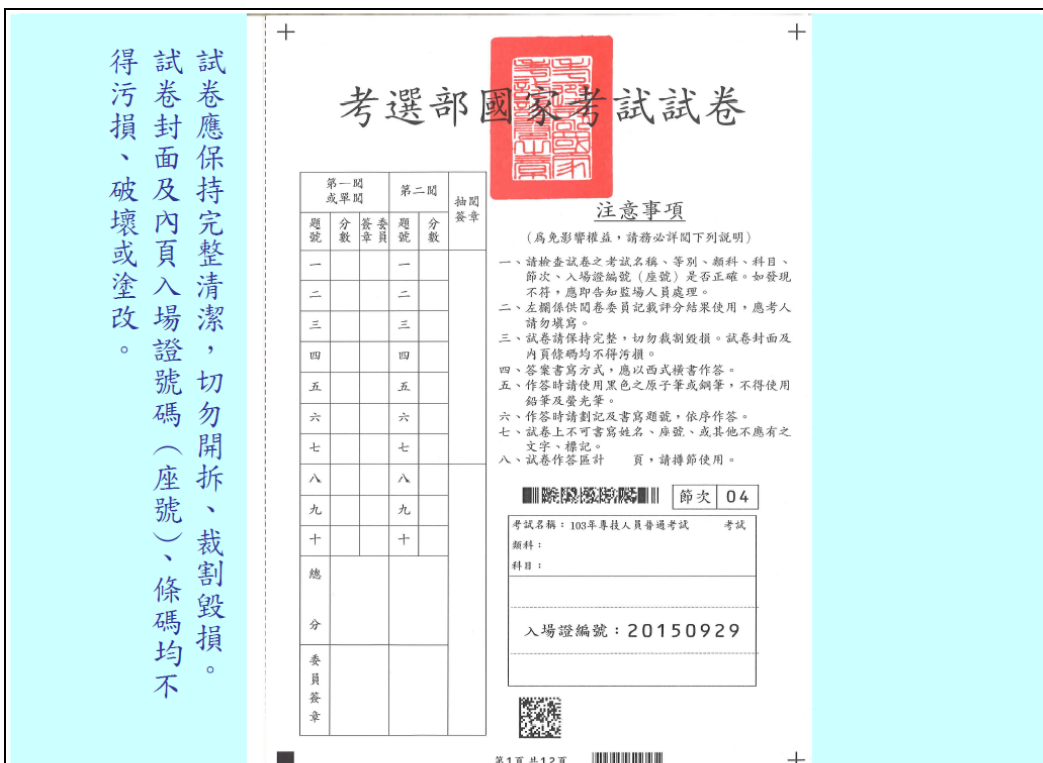 試卷應保持完整清潔，切勿開拆、裁割毀損。
試卷封面及內頁入場證號碼（座號）、條碼均不
得污損、破壞或塗改。
考選部國家考試試卷
第一閱
或單閱
第二閱
抽閱
簽章
題號
分數
委員簽章
題號
分數
一
一
二
二
三
三
四
四
五
五
六
六
七
七
八
八
九
九
十
十
總分
委員簽章
注意事項
（為免影響權益，請務必詳閱下列說明）
一、請檢查試卷之考試名稱、等別、類科、科目、
節次、入場證編號（座號）是否正確。如發現
不符，應即告知監場人員處理。
二、左欄係供閱卷委員記載評分結果使用，應考人
請勿填寫。
三、試卷請保持完整，切勿裁割毀損。試卷封面及
內頁條碼均不得污損。
四、答案書寫方式，應以西式橫書作答。
五、作答時請使用黑色之原子筆或鋼筆，不得使用
鉛筆及螢光筆。
六、作答時請劃記及書寫題號，依序作答。
七、試卷上不可書寫姓名、座號、或其他不應有之
文字、標記。
八、試卷作答區計　　頁，請撙節使用。
節次 04
考試名稱：103年專技人員普通考試　　考試
類科：
科目：
入場證編號：20150929
第1頁 共12頁